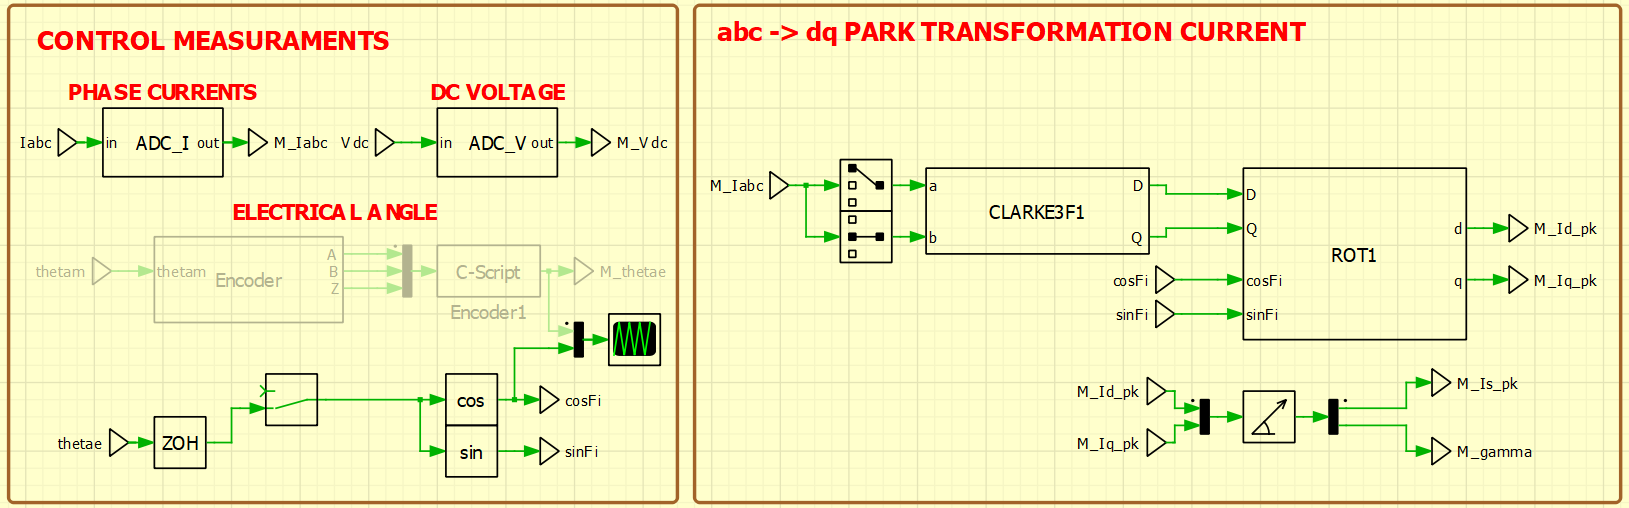 CONTROL MEASURAMENTS
PHASE CURRENTS
DC VOLTAGE
Iabc
in ADC_I out
M_Iabc
Vdc
in ADC_V out
M_Vdc
ELECTRICAL ANGLE
thetam
thetam
Encoder
A
B
Z
C-Script
Encoder1
M_thetae
thetae
ZOH
cos
sin
cosFi
sinFi
abc -> dq PARK TRANSFORMATION CURRENT
M_Iabc
a
b
CLARKE3F1
D
Q
D
Q
cosFi
cosFi
sinFi
sinFi
ROT1
d
q
M_Id_pk
M_Iq_pk
M_Id_pk
M_Iq_pk
M_Is_pk
M_gamma